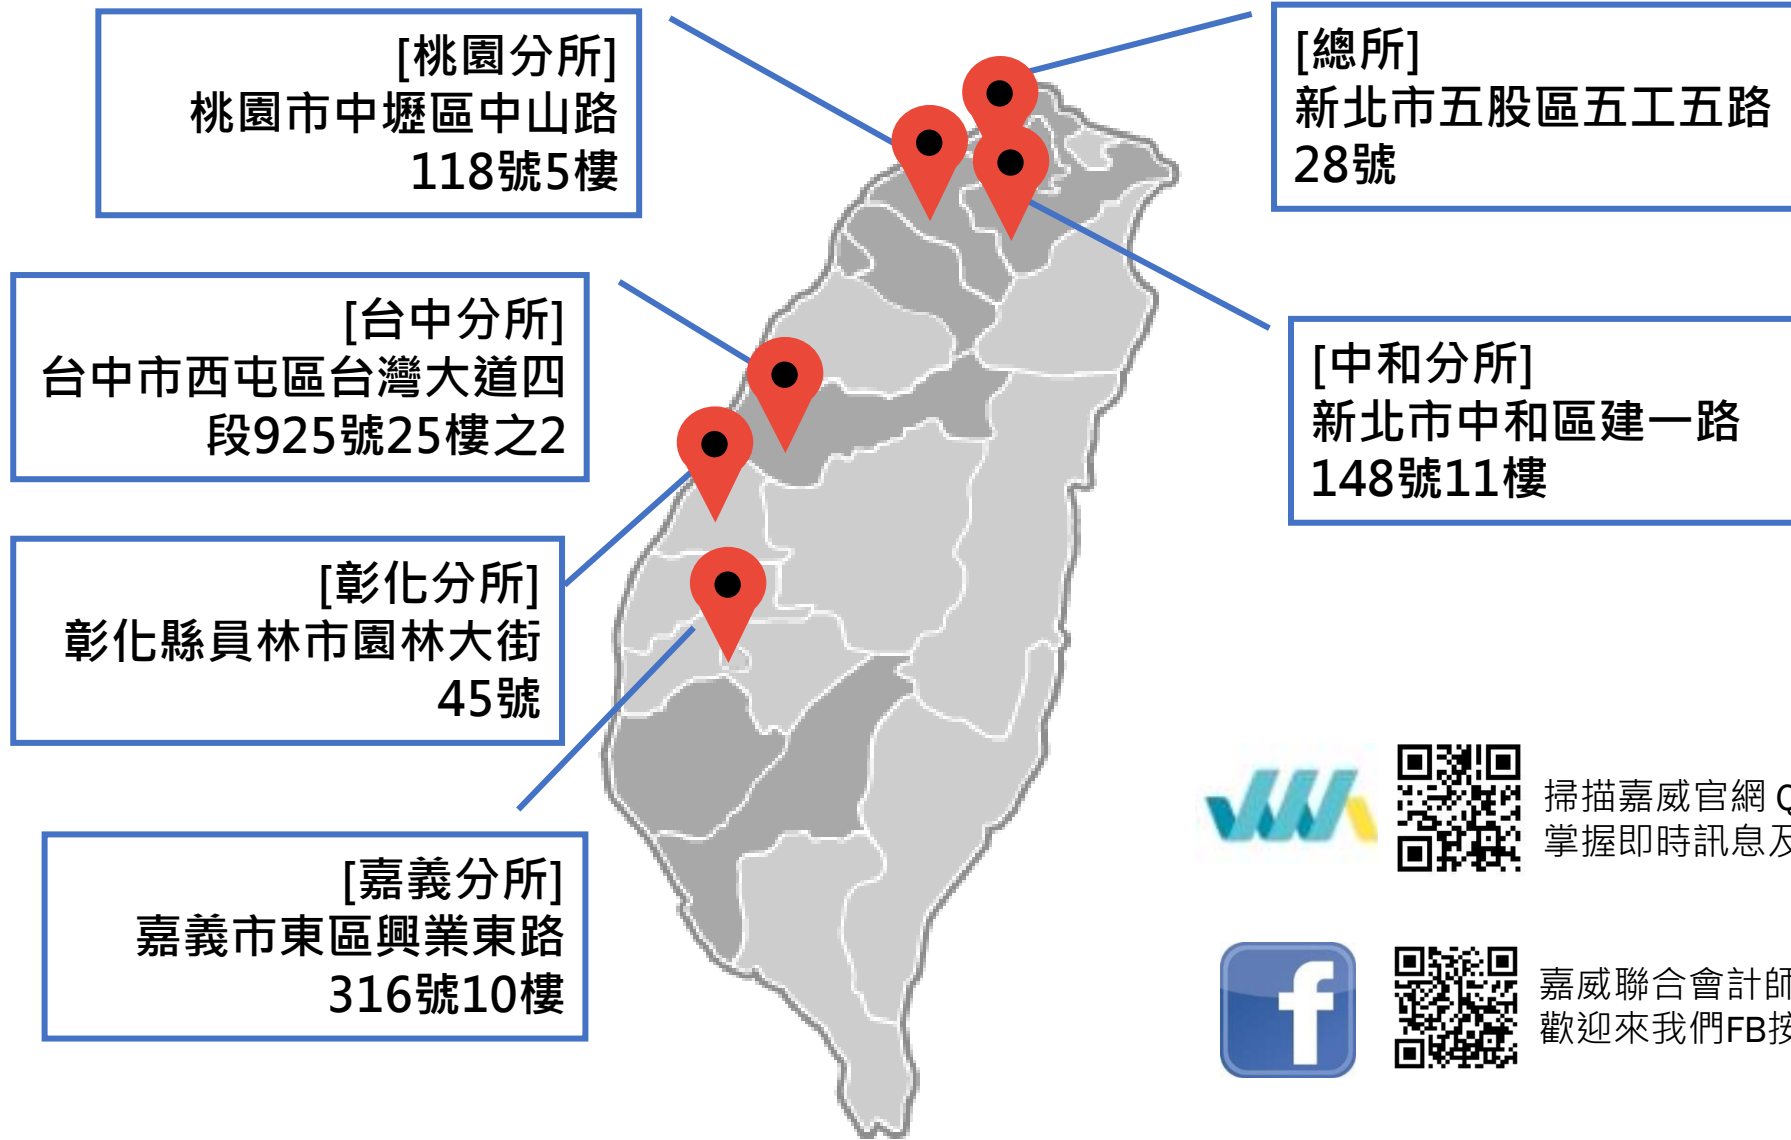 [桃園分所]
桃園市中壢區中山路
118號5樓
[總所]
新北市五股區五工五路
28號
[台中分所]
台中市西屯區台灣大道四
段925號25樓之2
[中和分所]
新北市中和區建一路
148號11樓
[彰化分所]
彰化縣員林市園林大街
45號
[嘉義分所]
嘉義市東區興業東路
316號10樓
掃描嘉威官網 Q
掌握即時訊息及
f
嘉威聯合會計師
歡迎來我們FB按